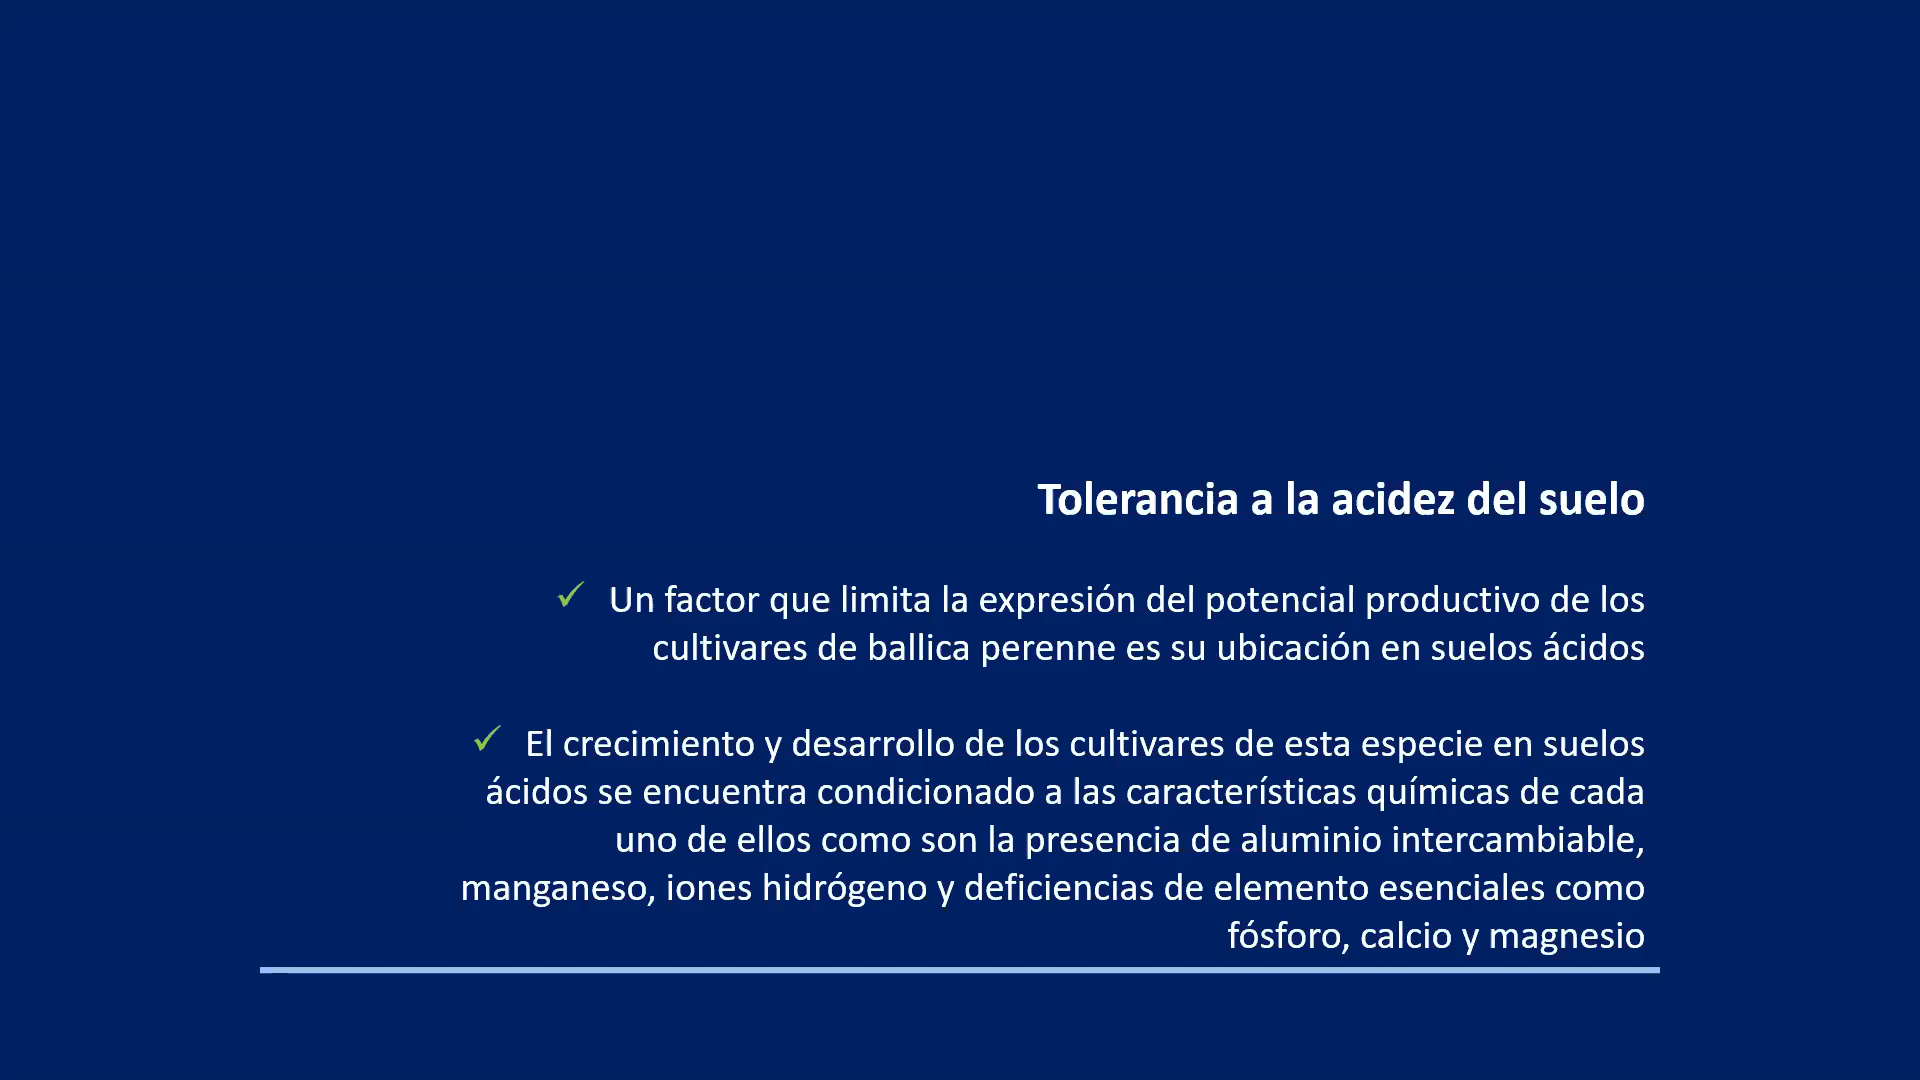 Tolerancia a la acidez del suelo
✓ Un factor que limita la expresión del potencial productivo de los
cultivares de ballica perenne es su ubicación en suelos ácidos
✓ El crecimiento y desarrollo de los cultivares de esta especie en suelos
ácidos se encuentra condicionado a las características químicas de cada
uno de ellos como son la presencia de aluminio intercambiable,
manganeso, iones hidrógeno y deficiencias de elemento esenciales como
fósforo, calcio y magnesio